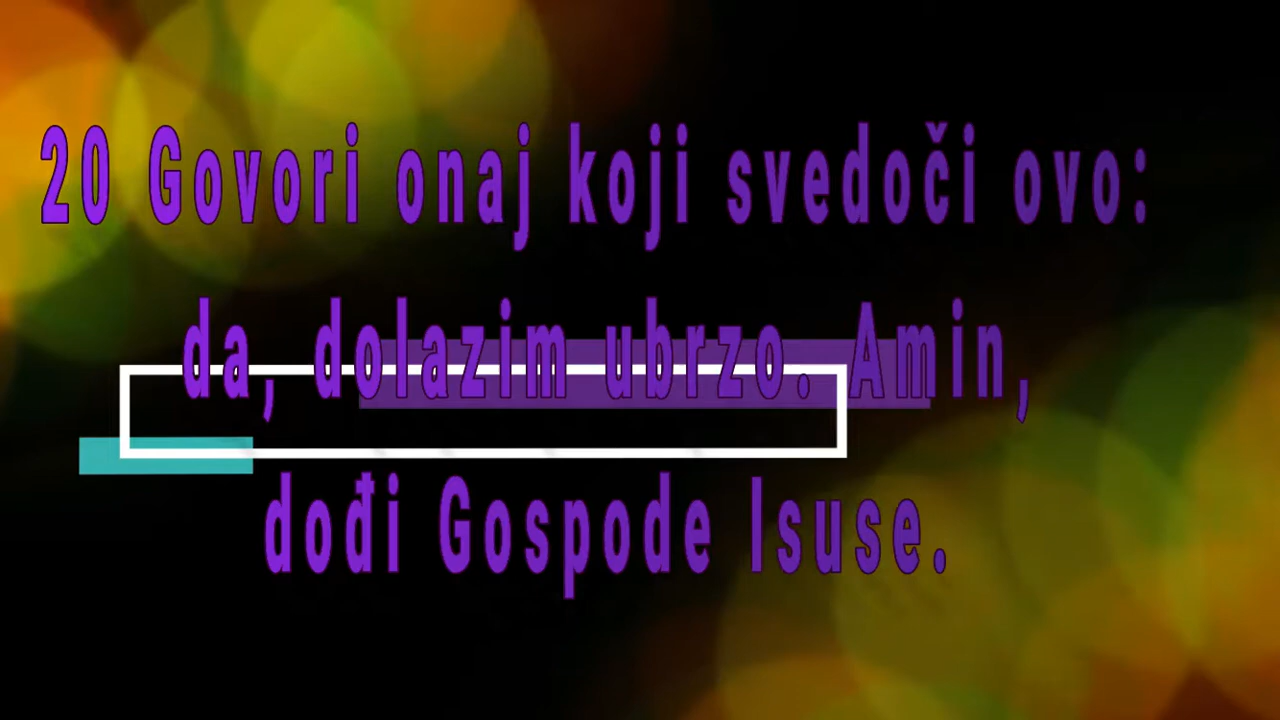 20 Govori onaj koji svedoči ovo:
da, dolazim ubrzo. Amin,
dođi Gospode Isuse.